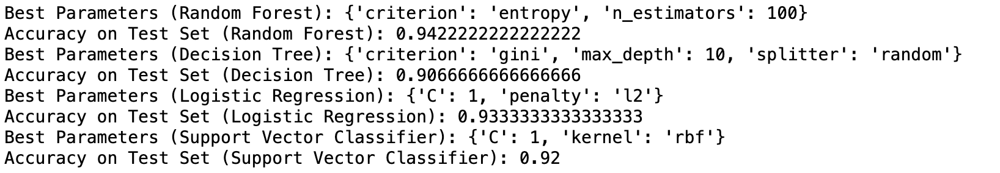 Best Parameters (Random Forest): {'criterion': 'entropy', 'n_estimators': 100}
Accuracy on Test Set (Random Forest): 0.9422222222222222
Best Parameters (Decision Tree): {'criterion': 'gini', 'max_depth': 10, 'splitter': 'random'}
Accuracy on Test Set (Decision Tree): 0.9066666666666666
Best Parameters (Logistic Regression): {'C': 1, 'penalty': 'l2'}
Accuracy on Test Set (Logistic Regression): 0.9333333333333333
Best Parameters (Support Vector Classifier): {'C': 1, 'kernel': 'rbf'}
Accuracy on Test Set (Support Vector Classifier): 0.92